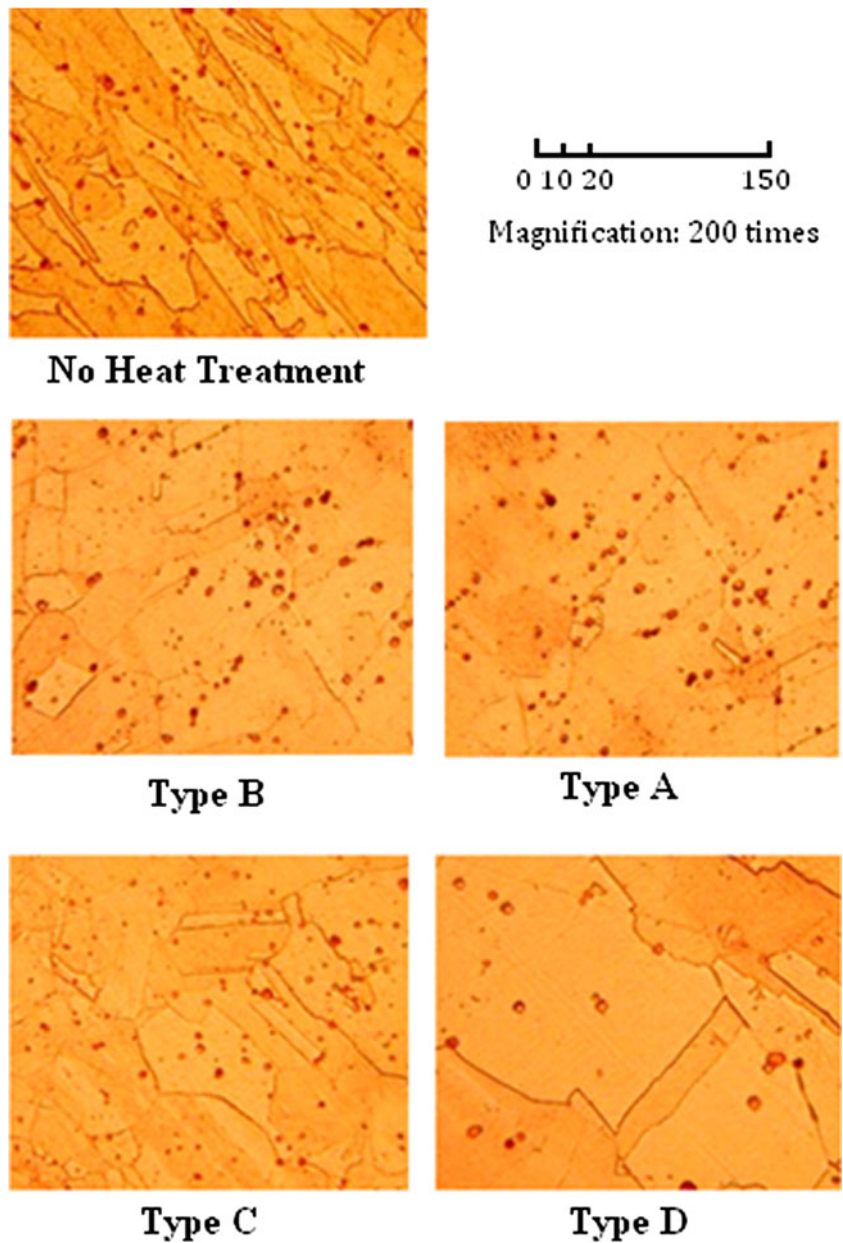 0 10 20 150
Magnification: 200 times
No Heat Treatment
Type B
Type A
Type C
Type D